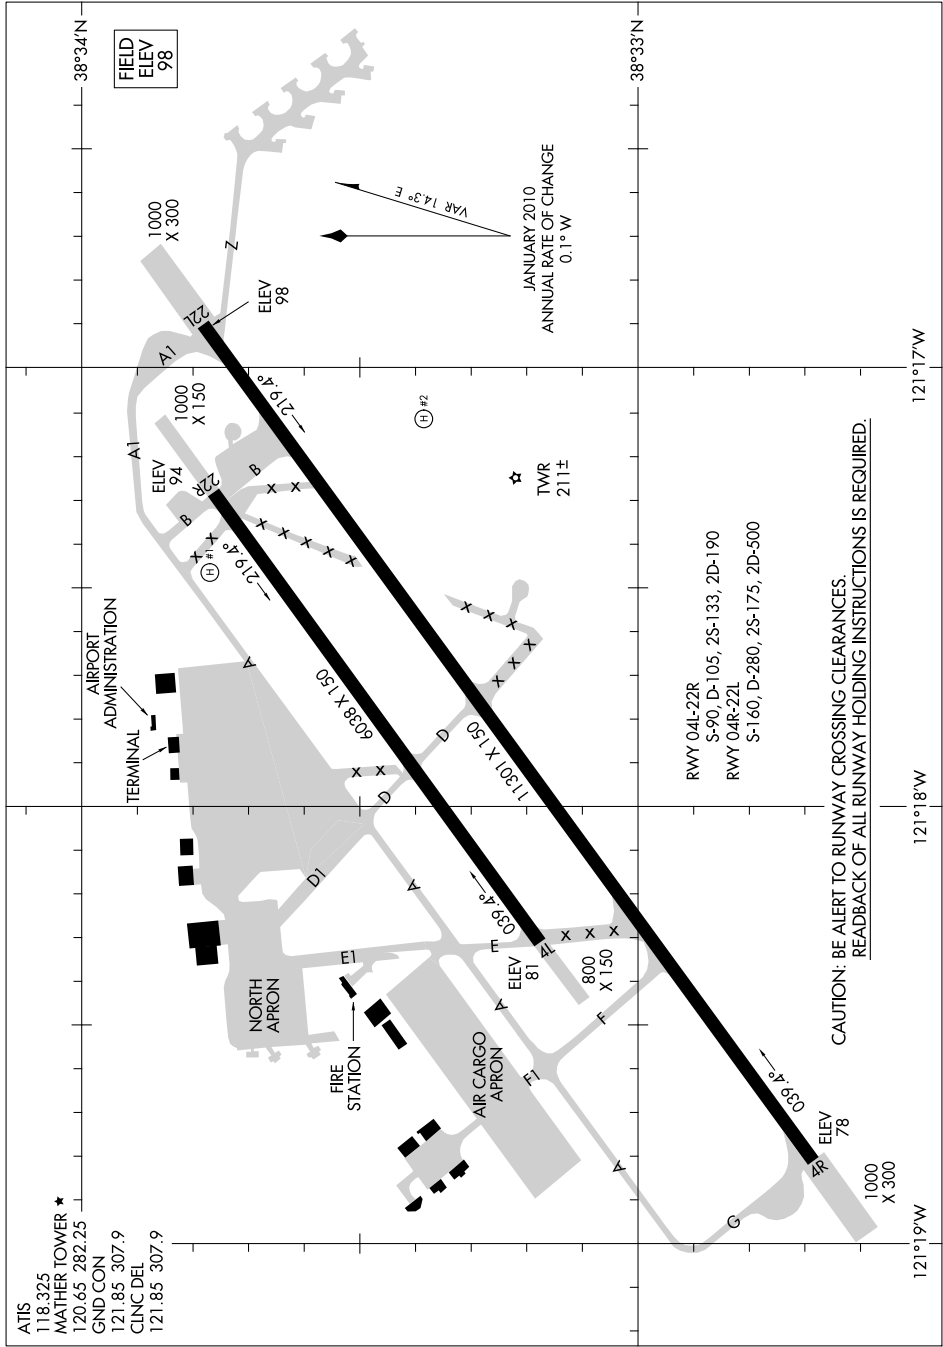 ATIS
118.325
MATHER TOWER ★
120.65 282.25
GND CON
121.85 307.9
CLNC DEL
121.85 307.9
FIELD
ELEV
98
38°34'N
38°33'N
121°17'W
121°18'W
121°19'W
1000
X 300
22L
ELEV
98
Z
A1
A1
1000
X 150
ELEV
94
22R
B
B
219.4°
219.4°
H #1
H #2
VAR 14.3° E
JANUARY 2010
ANNUAL RATE OF CHANGE
0.1° W
TWR
211±
AIRPORT
ADMINISTRATION
TERMINAL
A
6038 X 150
11301 X 150
D
D
D1
A
039.4°
4L
ELEV
81
E
E1
800
X 150
NORTH
APRON
FIRE
STATION
AIR CARGO
APRON
A
F
F1
A
G
039.4°
4R
ELEV
78
1000
X 300
X X
X X
X X X X X
X X
X X X
X X X
X X X
RWY 04L-22R
S-90, D-105, 2S-133, 2D-190
RWY 04R-22L
S-160, D-280, 2S-175, 2D-500
CAUTION: BE ALERT TO RUNWAY CROSSING CLEARANCES.
READBACK OF ALL RUNWAY HOLDING INSTRUCTIONS IS REQUIRED.